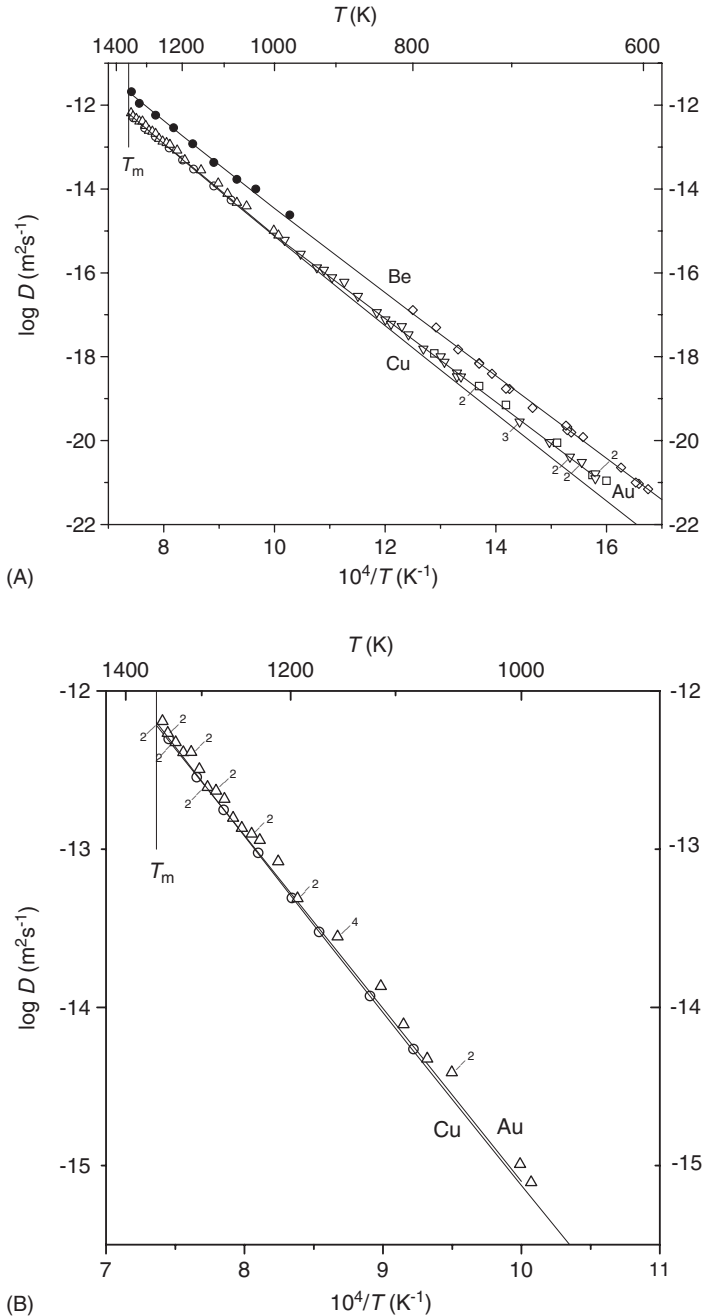 T (K)
1400 1200 1000 800 600
-12 -12
-14 -14
-16 -16
-18 -18
-20 -20
-22 -22
log D (m²s⁻¹)
Tm
Be
Cu
Au
2
3
2
2
2
8 10 12 14 16
10⁴/T (K⁻¹)
(A)
T (K)
1400 1200 1000
-12 -12
-13 -13
-14 -14
-15 -15
log D (m²s⁻¹)
2 2
2 2
2 2
2
2
4
2
Tm
Cu Au
7 8 9 10 11
10⁴/T (K⁻¹)
(B)